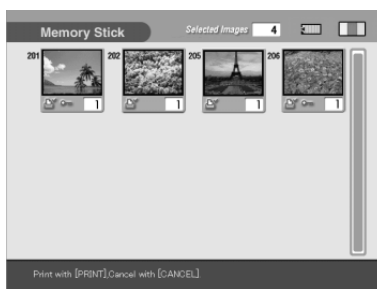 Memory Stick Selected Images 4
201 202 205 206
1 1 1 1
Print with [PRINT],Cancel with [CANCEL].